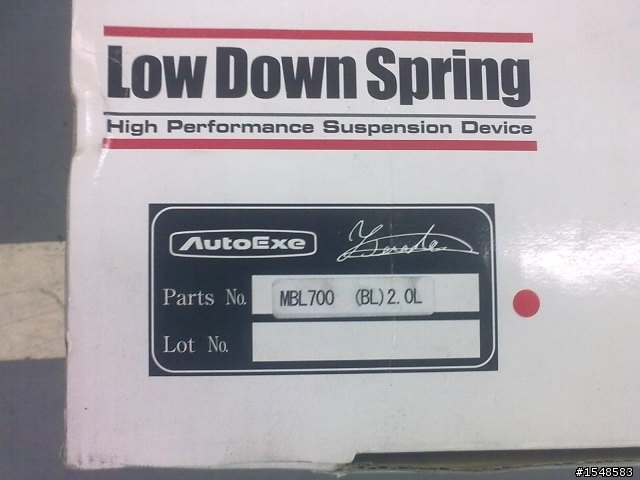 Low Down Spring
High Performance Suspension Device
AutoExe
Parts No. MBL700 (BL)2.0L
Lot No.
#1548583